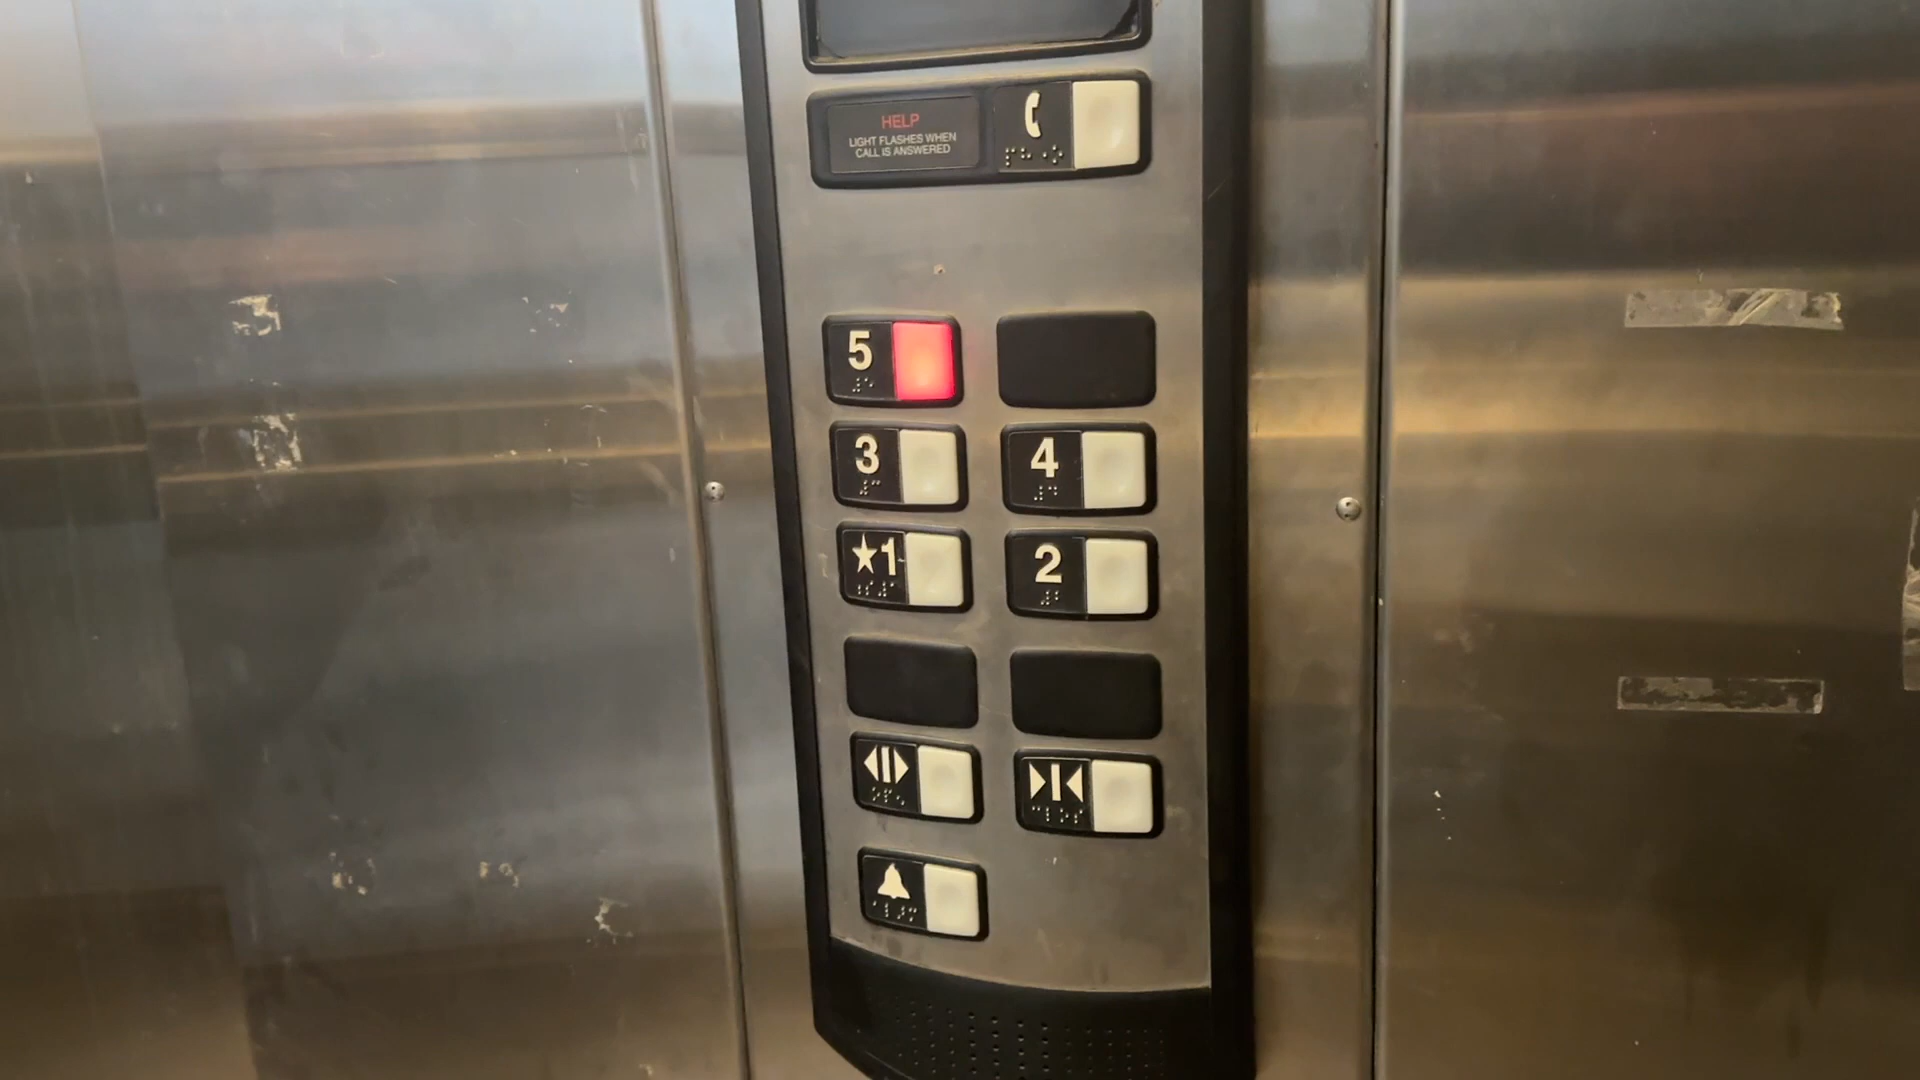 HELP
LIGHT FLASHES WHEN
CALL IS ANSWERED
5
3 4
★1 2